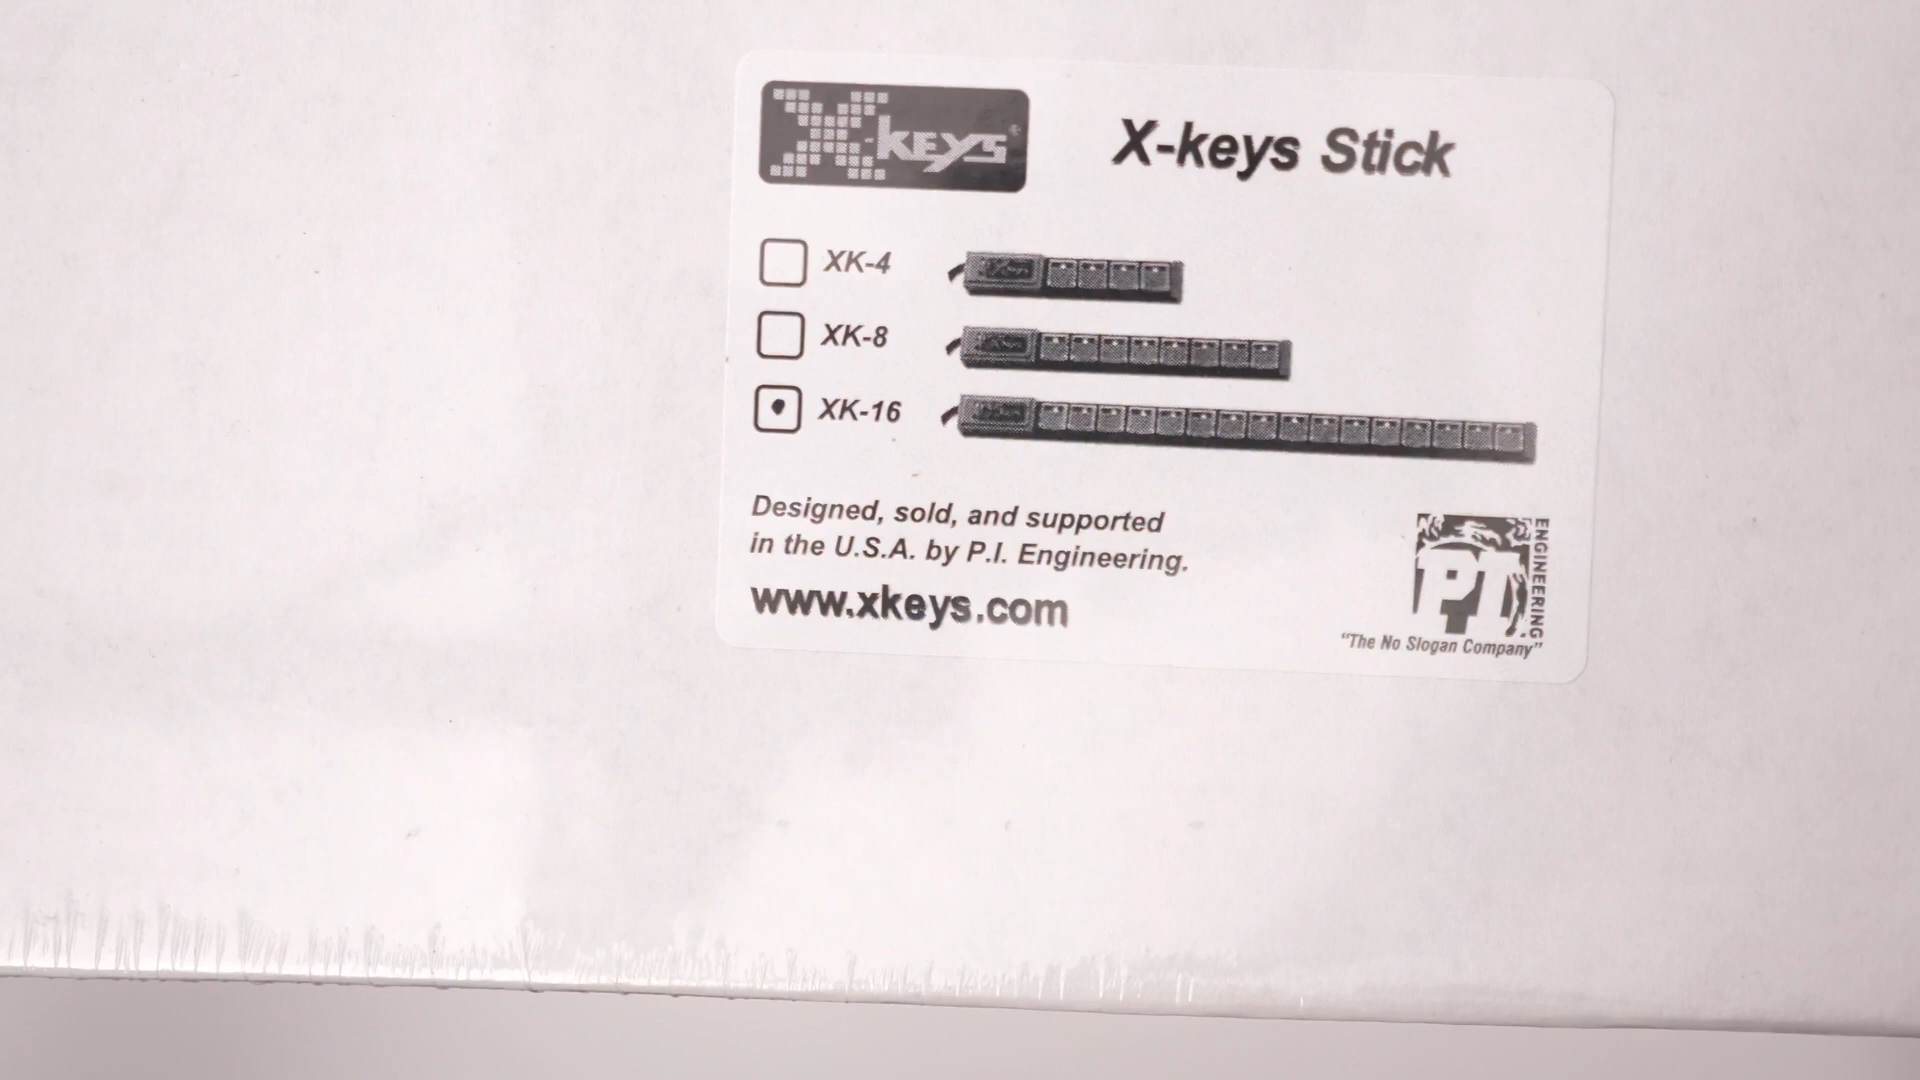 X-keys®
X-keys Stick
XK-4
XK-8
XK-16
Designed, sold, and supported
in the U.S.A. by P.I. Engineering.
www.xkeys.com
PI ENGINEERING
"The No Slogan Company"